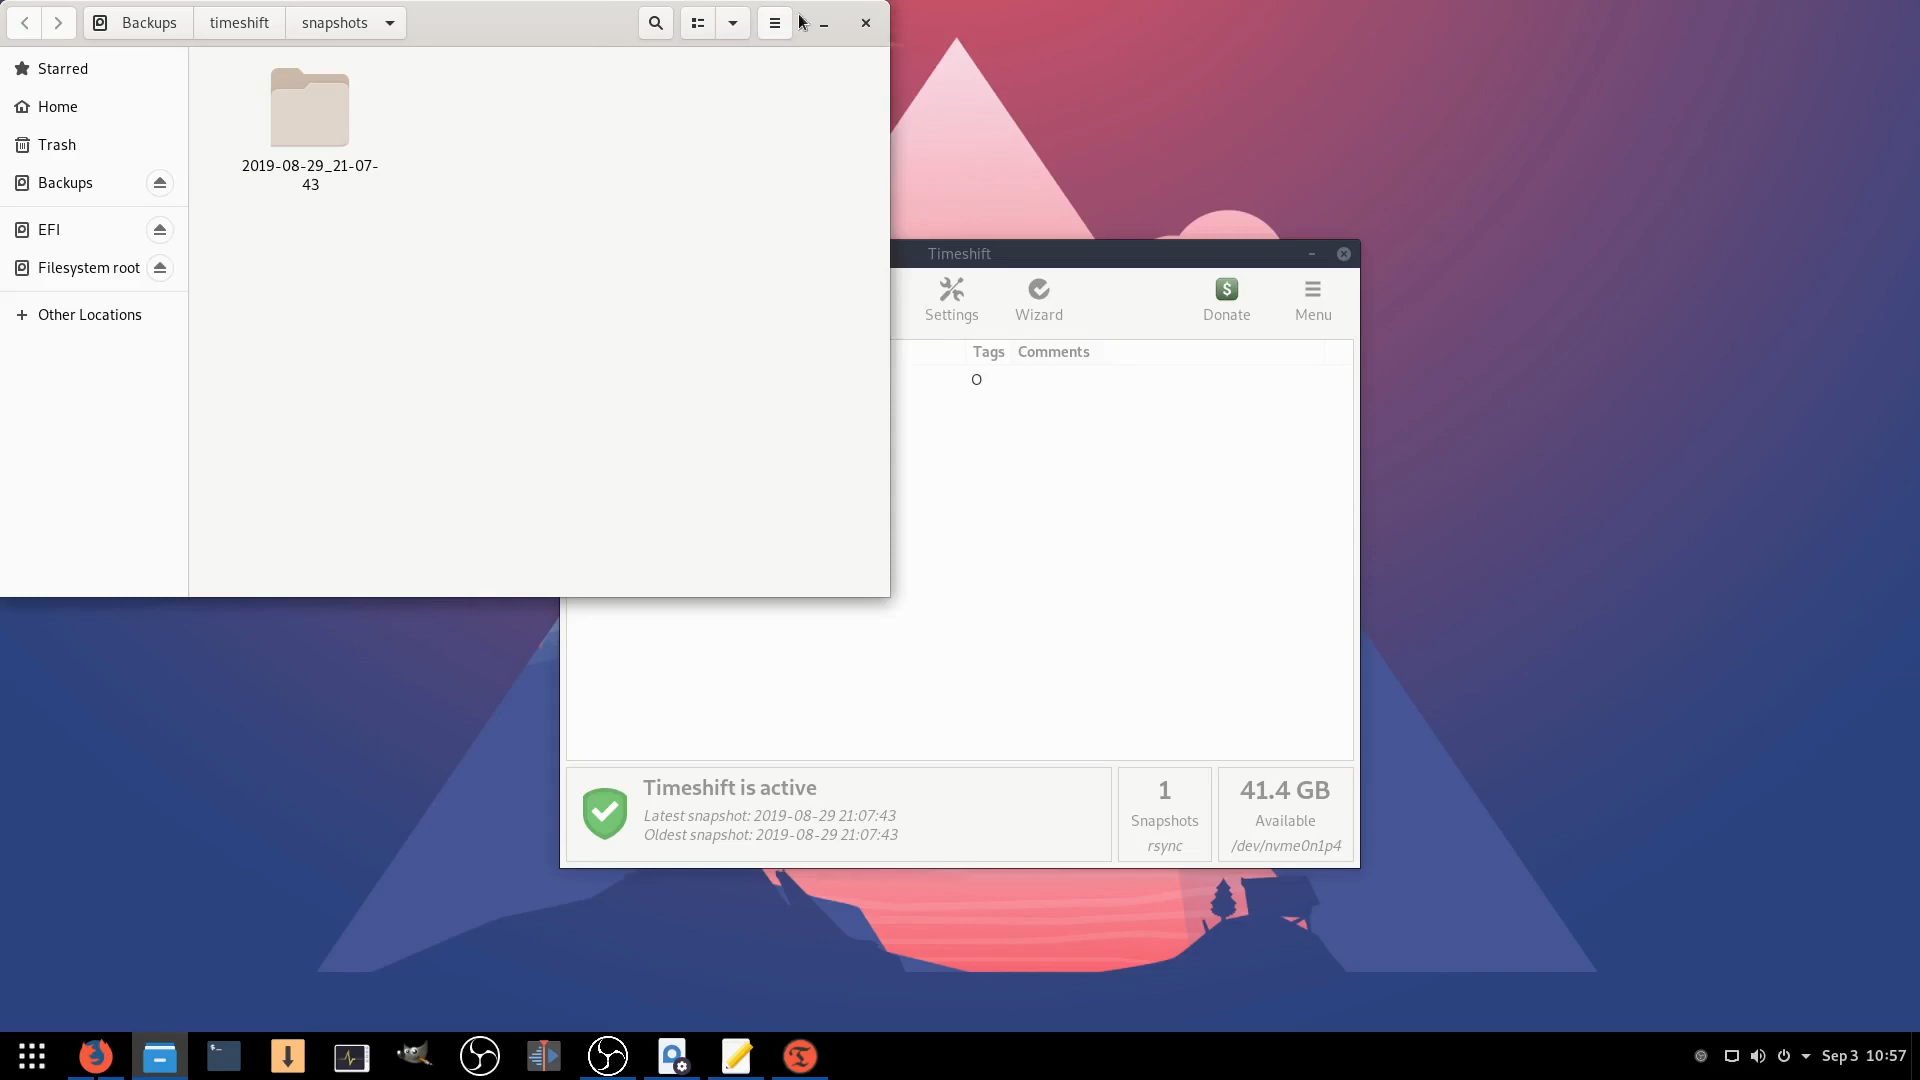 Backups timeshift snapshots
Starred
Home
Trash
Backups
EFI
Filesystem root
Other Locations
2019-08-29_21-07-
43
Timeshift
Settings Wizard Donate Menu
Tags Comments
O
Timeshift is active
Latest snapshot: 2019-08-29 21:07:43
Oldest snapshot: 2019-08-29 21:07:43
1
Snapshots
rsync
41.4 GB
Available
/dev/nvme0n1p4
Sep 3 10:57